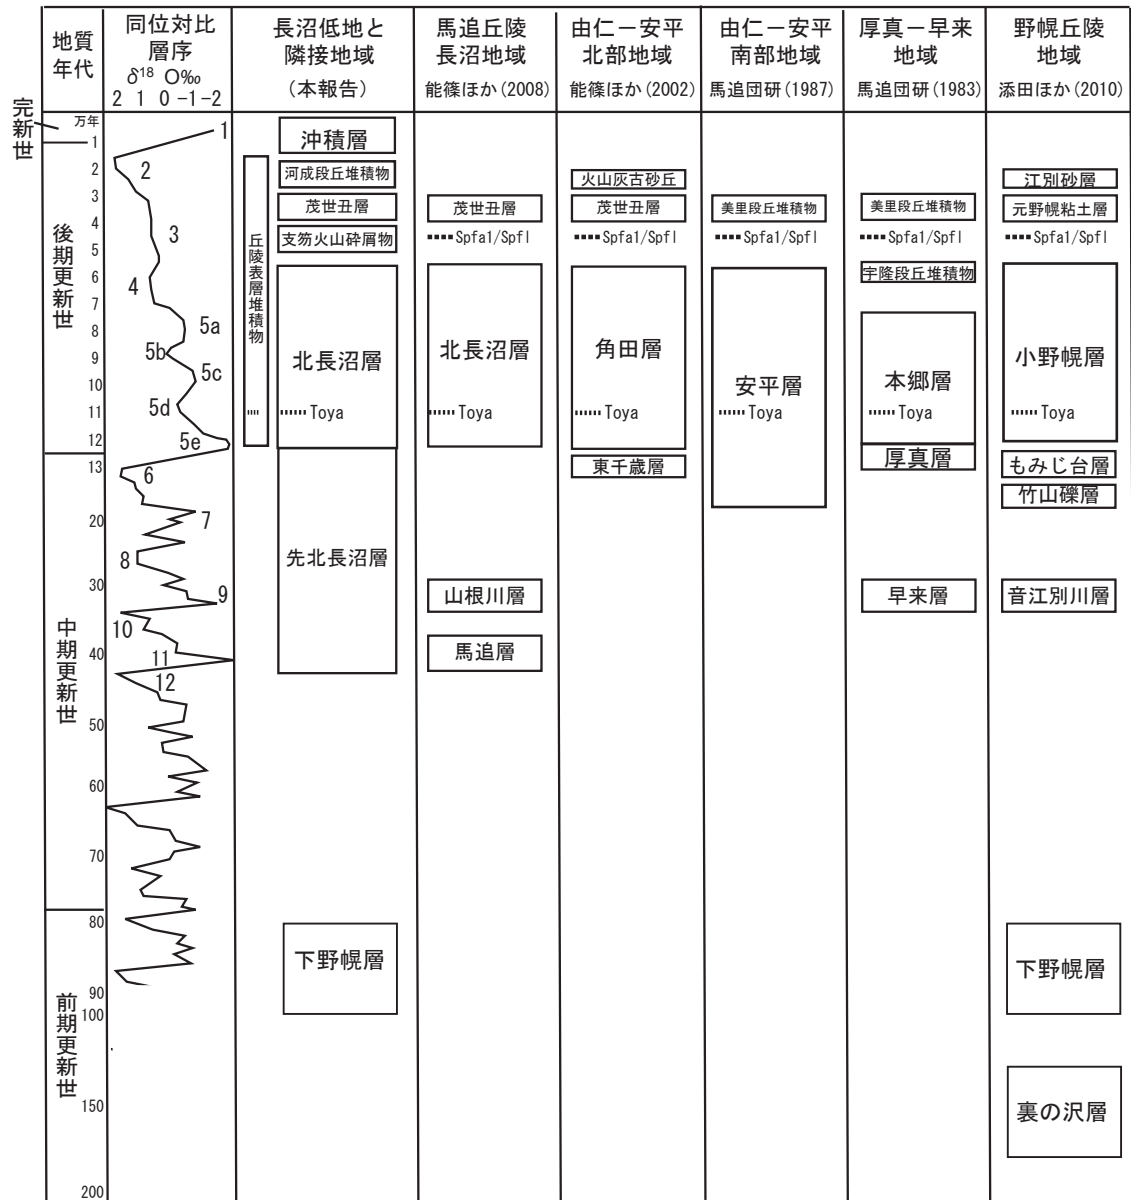 地質
年代
同位対比
層序
δ18 O‰
2 1 0 -1 -2
長沼低地と
隣接地域
(本報告)
馬追丘陵
長沼地域
能篠ほか(2008)
由仁－安平
北部地域
能篠ほか(2002)
由仁－安平
南部地域
馬追団研(1987)
厚真－早来
地域
馬追団研(1983)
野幌丘陵
地域
添田ほか(2010)
完新世
後期更新世
中期更新世
前期更新世
万年
1
2
3
4
5
6
7
8
9
10
11
12
13
20
30
40
50
60
70
80
90
100
150
200
1
2
3
4
5a
5b
5c
5d
5e
6
7
8
9
10
11
12
丘陵表層堆積物
沖積層
河成段丘堆積物
茂世丑層
支笏火山砕屑物
北長沼層
Toya
先北長沼層
下野幌層
茂世丑層
Spfa1/Spfl
北長沼層
Toya
山根川層
馬追層
火山灰古砂丘
茂世丑層
Spfa1/Spfl
角田層
Toya
東千歳層
美里段丘堆積物
Spfa1/Spfl
安平層
Toya
美里段丘堆積物
Spfa1/Spfl
宇隆段丘堆積物
本郷層
Toya
厚真層
早来層
江別砂層
元野幌粘土層
Spfa1/Spfl
小野幌層
Toya
もみじ台層
竹山礫層
音江別川層
下野幌層
裏の沢層